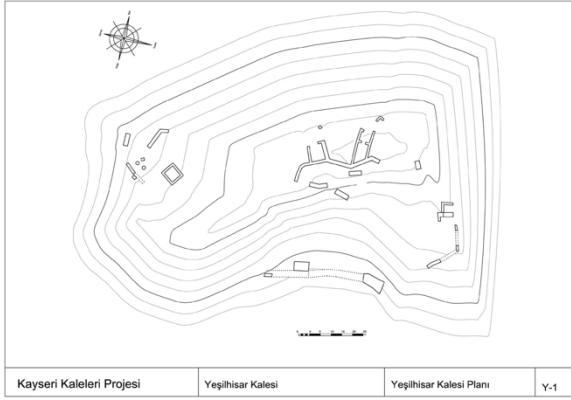 Kayseri Kaleleri Projesi
Yeşilhisar Kalesi
Yeşilhisar Kalesi Planı
Y-1